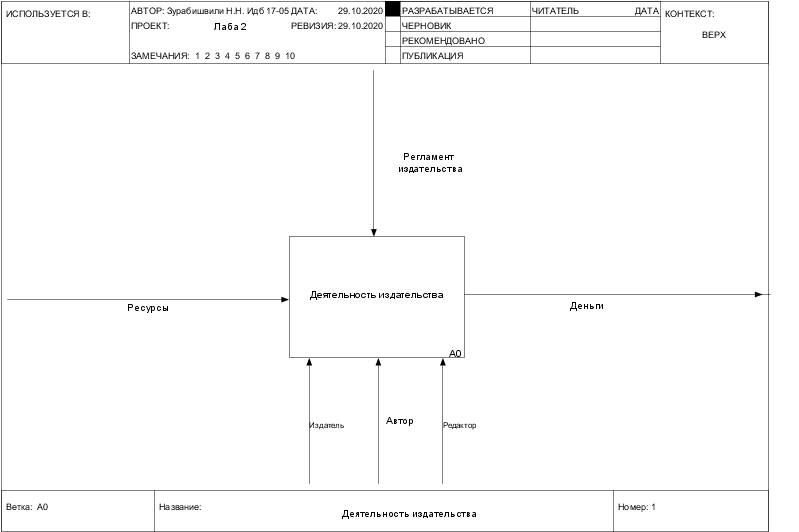 ИСПОЛЬЗУЕТСЯ В:
АВТОР: Зурабишвили Н.Н. Идб 17-05 ДАТА: 29.10.2020
РАЗРАБАТЫВАЕТСЯ
ЧИТАТЕЛЬ ДАТА
КОНТЕКСТ:
ПРОЕКТ: Лаба 2 РЕВИЗИЯ: 29.10.2020
ЧЕРНОВИК
ВЕРХ
РЕКОМЕНДОВАНО
ЗАМЕЧАНИЯ: 1 2 3 4 5 6 7 8 9 10
ПУБЛИКАЦИЯ
Регламент
издательства
Деятельность издательства
Ресурсы
Деньги
A0
Издатель
Автор
Редактор
Ветка: A0
Название:
Деятельность издательства
Номер: 1